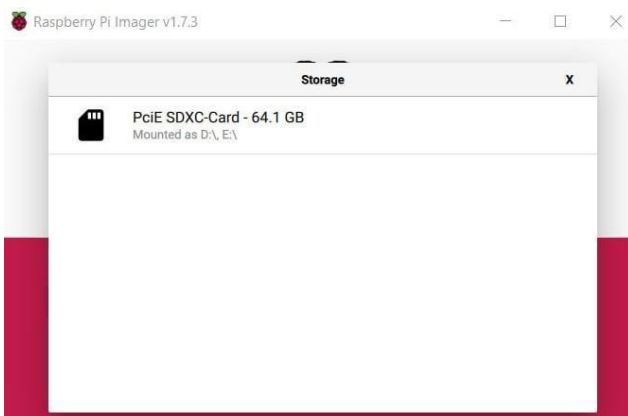 Raspberry Pi Imager v1.7.3
Storage X
PciE SDXC-Card - 64.1 GB
Mounted as D:\, E:\